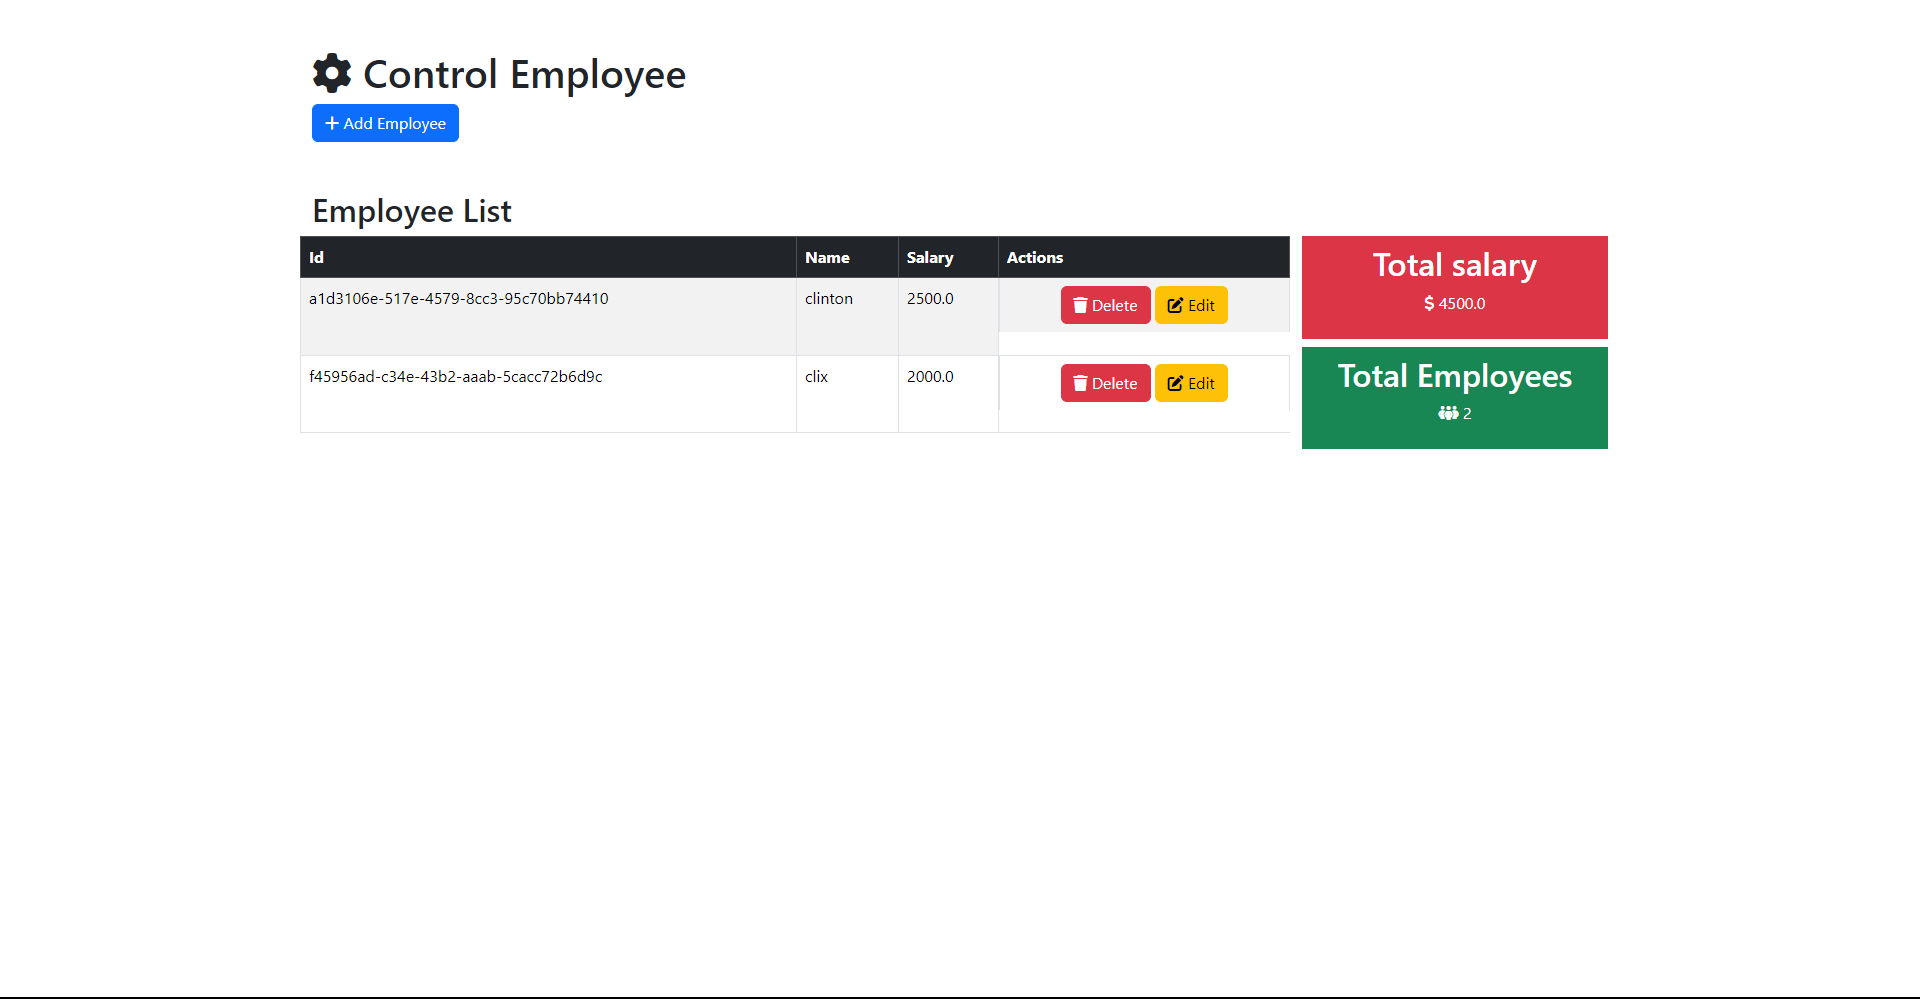 Control Employee
Add Employee
Employee List
Id Name Salary Actions
a1d3106e-517e-4579-8cc3-95c70bb74410 clinton 2500.0 Delete Edit
f45956ad-c34e-43b2-aaab-5cacc72b6d9c clix 2000.0 Delete Edit
Total salary
$ 4500.0
Total Employees
2